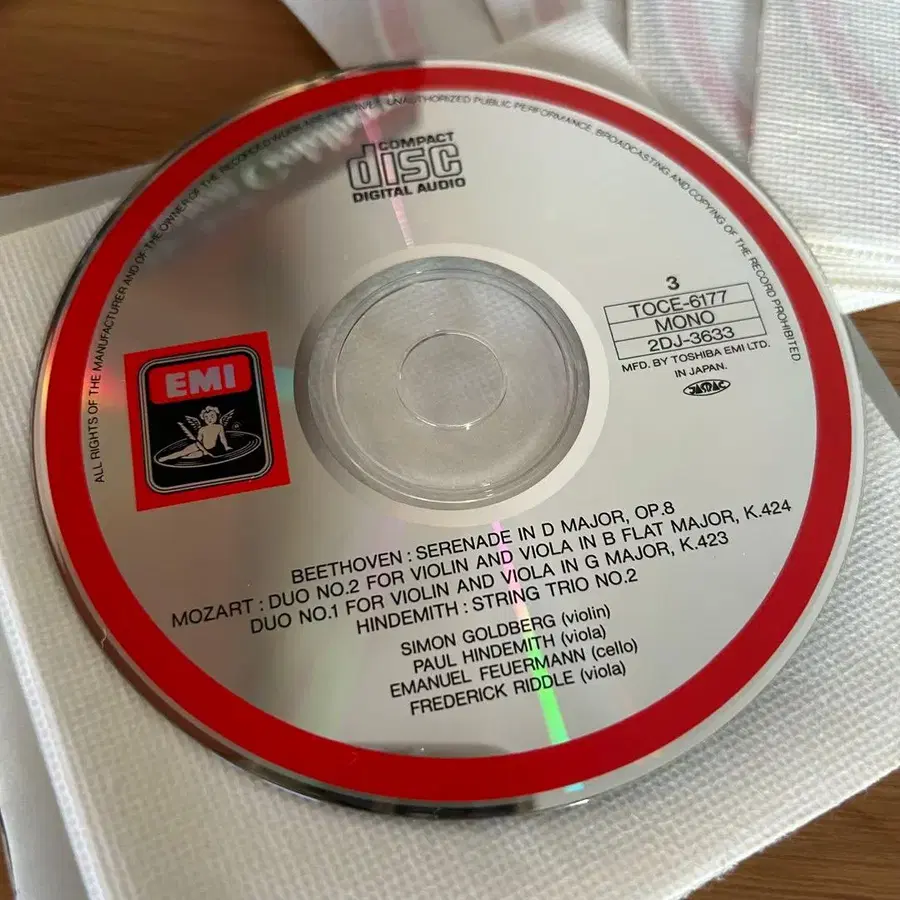 ALL RIGHTS OF THE MANUFACTURER AND OF THE OWNER OF THE RECORDED WORK RESERVED. UNAUTHORIZED PUBLIC PERFORMANCE, BROADCASTING AND COPYING OF THE RECORD PROHIBITED
COMPACT
disc
DIGITAL AUDIO
3
TOCE-6177
MONO
2DJ-3633
MFD. BY TOSHIBA EMI LTD.
IN JAPAN.
JASRAC
EMI
BEETHOVEN : SERENADE IN D MAJOR, OP.8
MOZART : DUO NO.2 FOR VIOLIN AND VIOLA IN B FLAT MAJOR, K.424
DUO NO.1 FOR VIOLIN AND VIOLA IN G MAJOR, K.423
HINDEMITH : STRING TRIO NO.2
SIMON GOLDBERG (violin)
PAUL HINDEMITH (viola)
EMANUEL FEUERMANN (cello)
FREDERICK RIDDLE (viola)